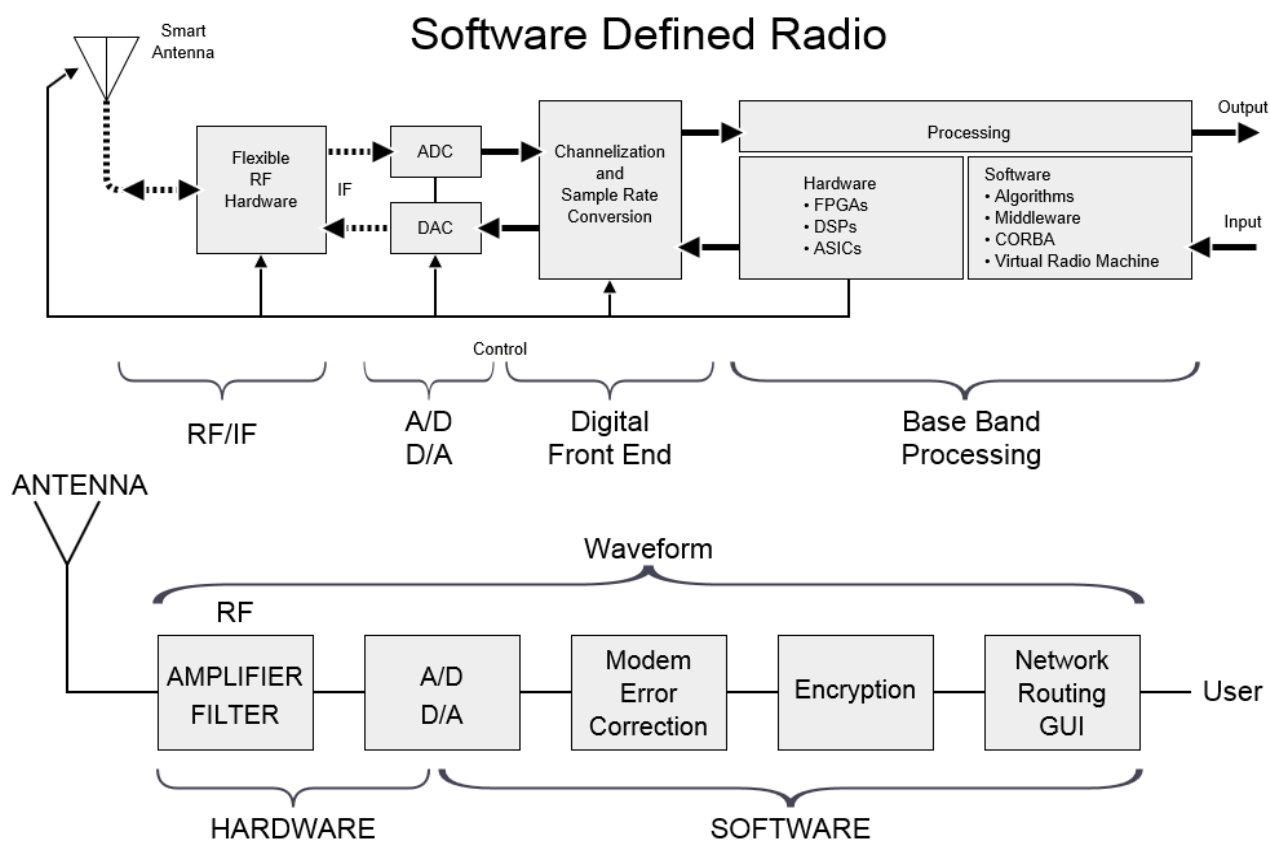 Software Defined Radio
Smart
Antenna
Flexible
RF
Hardware
IF
ADC
DAC
Channelization
and
Sample Rate
Conversion
Processing
Hardware
• FPGAs
• DSPs
• ASICs
Software
• Algorithms
• Middleware
• CORBA
• Virtual Radio Machine
Output
Input
Control
RF/IF
A/D
D/A
Digital
Front End
Base Band
Processing
ANTENNA
Waveform
RF
AMPLIFIER
FILTER
A/D
D/A
Modem
Error
Correction
Encryption
Network
Routing
GUI
User
HARDWARE
SOFTWARE